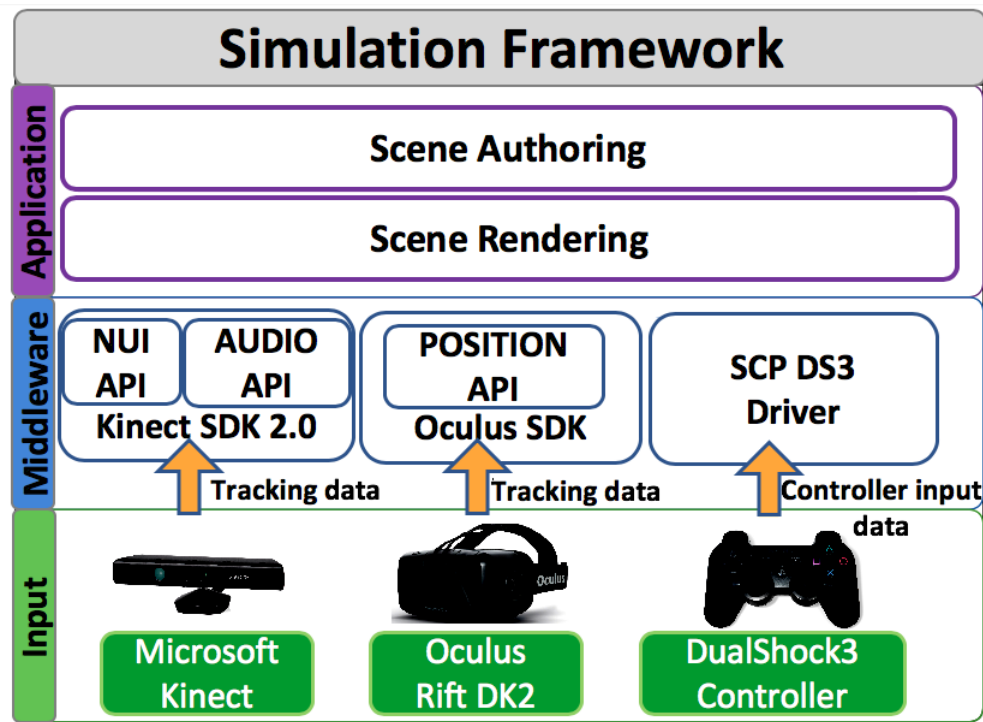 Simulation Framework
Application
Scene Authoring
Scene Rendering
Middleware
NUI
API
AUDIO
API
Kinect SDK 2.0
POSITION
API
Oculus SDK
SCP DS3
Driver
Tracking data
Tracking data
Controller input
data
Input
Oculus
Microsoft
Kinect
Oculus
Rift DK2
DualShock3
Controller